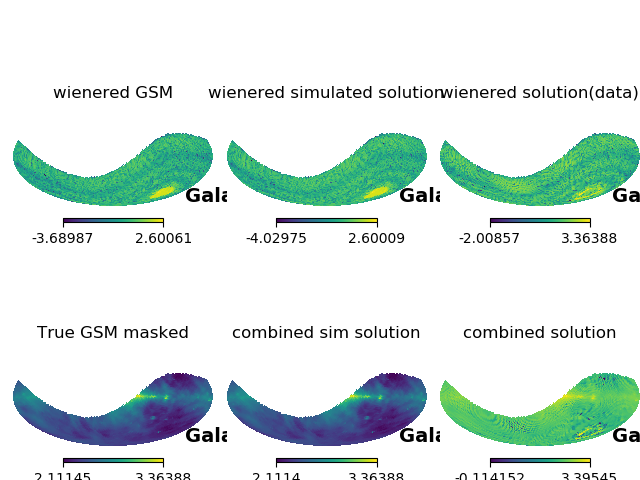 wienered GSM wienered simulated solution wienered solution(data)
Gala Gala Ga
-3.68987 2.60061 -4.02975 2.60009 -2.00857 3.36388
True GSM masked combined sim solution combined solution
Gala Gala Ga
2.11145 3.36388 2.1114 3.36388 -0.114152 3.39545